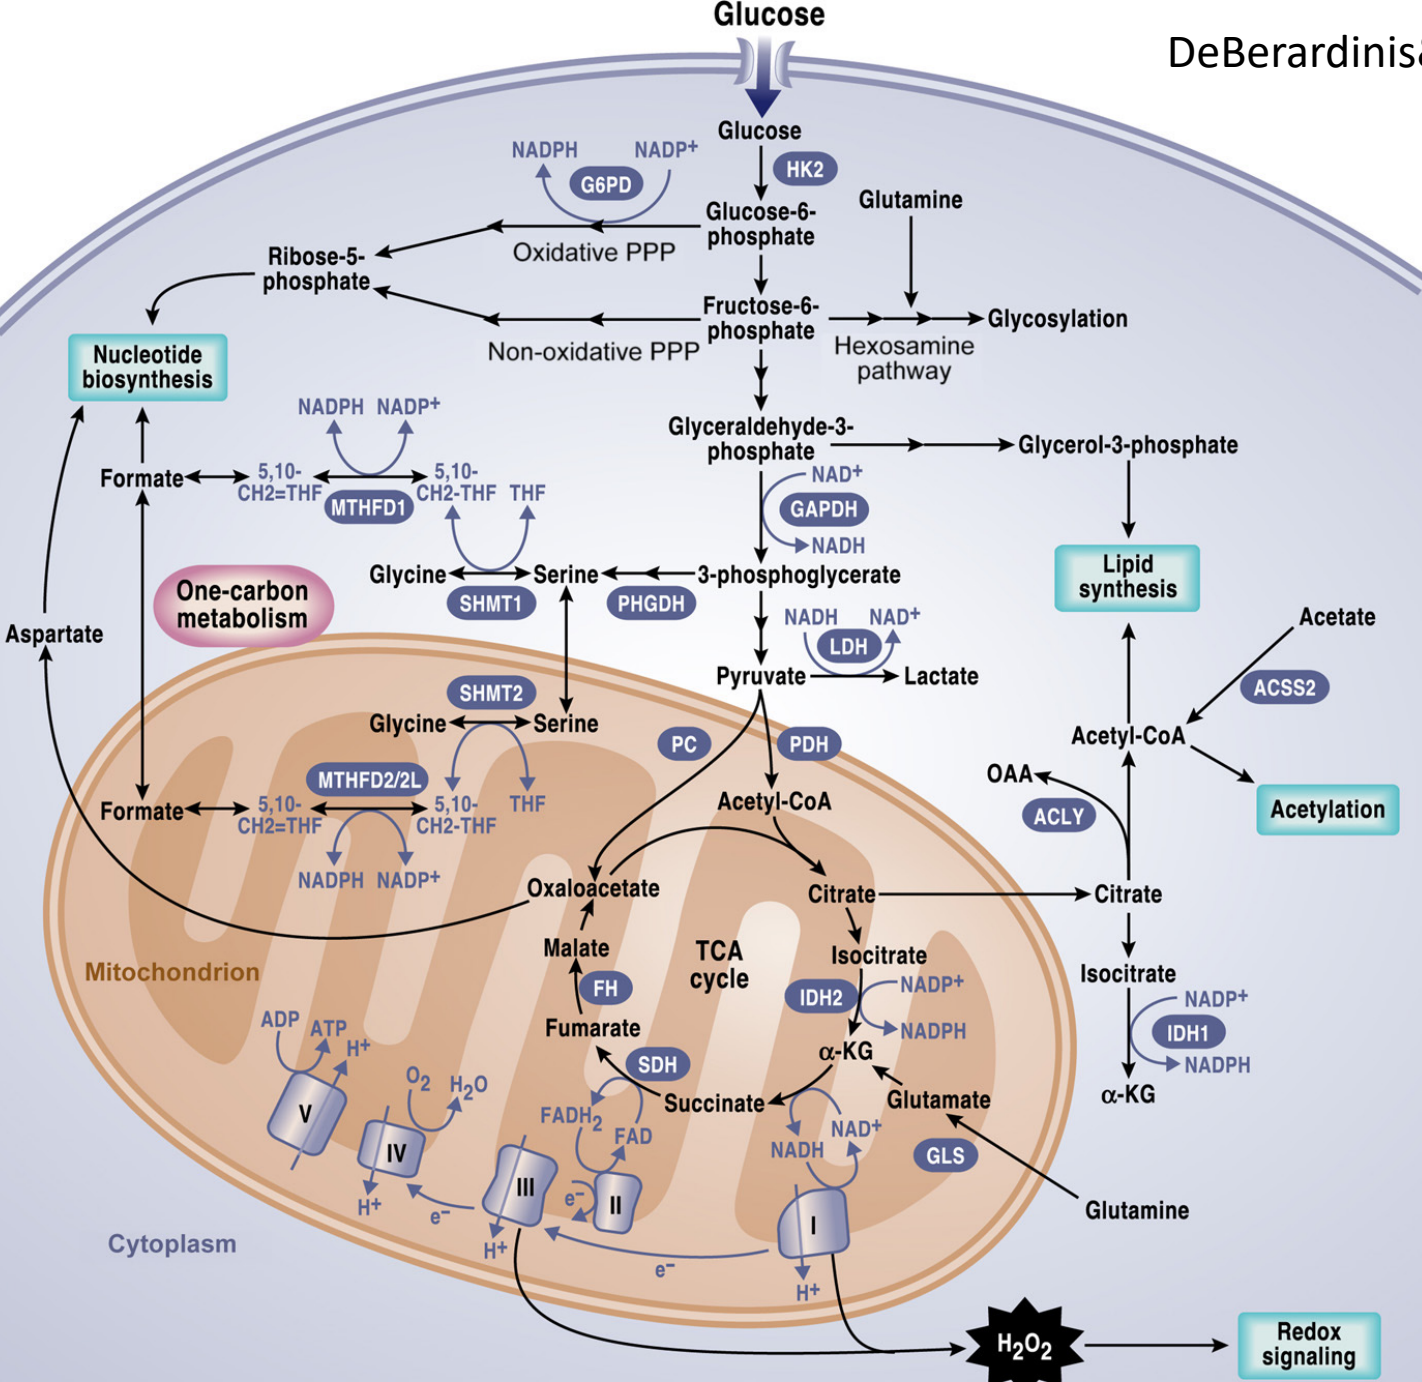 Glucose
DeBerardinis&
Glucose
HK2
NADPH
NADP+
G6PD
Glucose-6-
phosphate
Glutamine
Oxidative PPP
Ribose-5-
phosphate
Fructose-6-
phosphate
Glycosylation
Non-oxidative PPP
Hexosamine
pathway
Nucleotide
biosynthesis
NADPH
NADP+
Glyceraldehyde-3-
phosphate
Glycerol-3-phosphate
Formate
5,10-
CH2=THF
MTHFD1
5,10-
CH2-THF
THF
NAD+
GAPDH
NADH
Lipid
synthesis
Glycine
SHMT1
Serine
PHGDH
3-phosphoglycerate
One-carbon
metabolism
Aspartate
NADH
NAD+
LDH
Pyruvate
Lactate
Acetate
ACSS2
SHMT2
Glycine
Serine
PC
PDH
Acetyl-CoA
MTHFD2/2L
Formate
5,10-
CH2=THF
5,10-
CH2-THF
THF
NADPH
NADP+
Acetyl-CoA
OAA
ACLY
Acetylation
Oxaloacetate
Citrate
Citrate
Malate
TCA
cycle
Isocitrate
Isocitrate
Mitochondrion
FH
IDH2
NADP+
NADPH
NADP+
IDH1
NADPH
Fumarate
α-KG
α-KG
ADP
ATP
H+
SDH
Succinate
Glutamate
O2
H2O
FADH2
FAD
NADH
NAD+
GLS
V
IV
III
II
I
Glutamine
H+
e−
H+
e−
e−
H+
Cytoplasm
H2O2
Redox
signaling